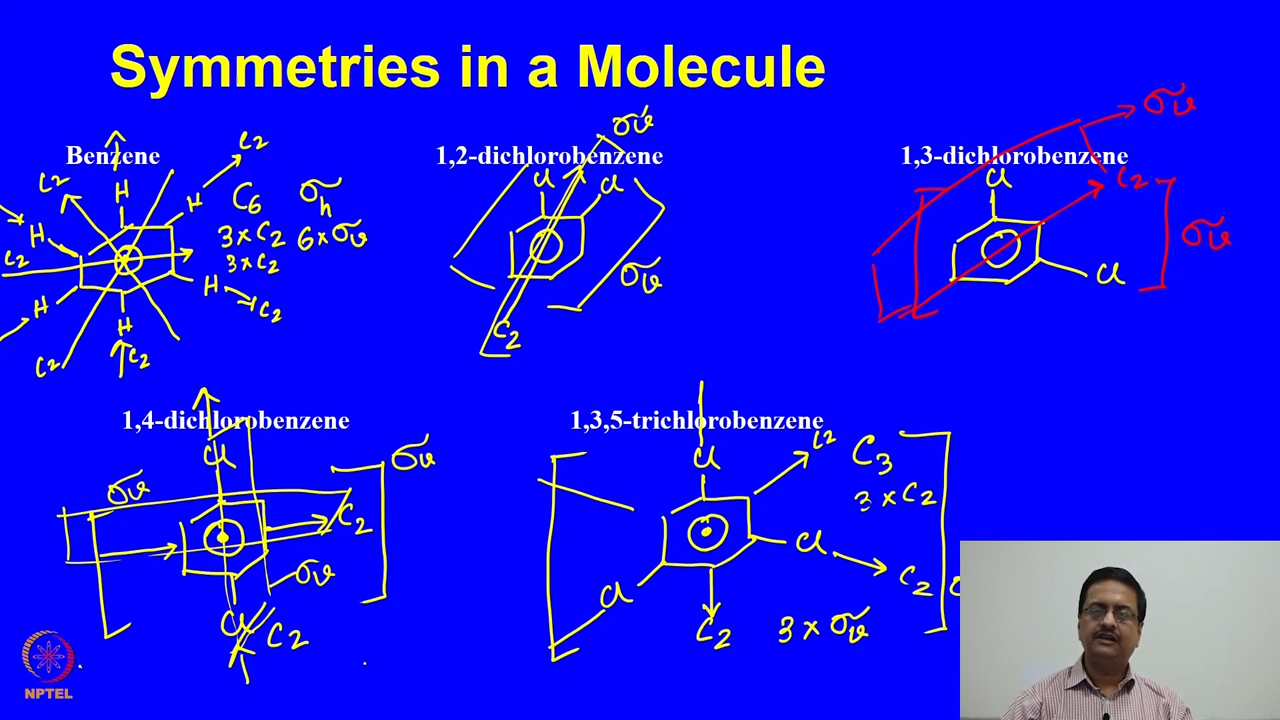 Symmetries in a Molecule
Benzene
C2
C2
H
H
H
C2
H
H
H
C2
C2
C2
C6 σh
3×C2 6×σv
3×C2
1,2-dichlorobenzene
σv
Cl
Cl
σv
C2
1,3-dichlorobenzene
σv
Cl
C2
σv
Cl
1,4-dichlorobenzene
Cl
σv
σv
C2
σv
Cl
C2
1,3,5-trichlorobenzene
Cl
C2
C3
3×C2
Cl
C2
Cl
C2
3×σv
NPTEL